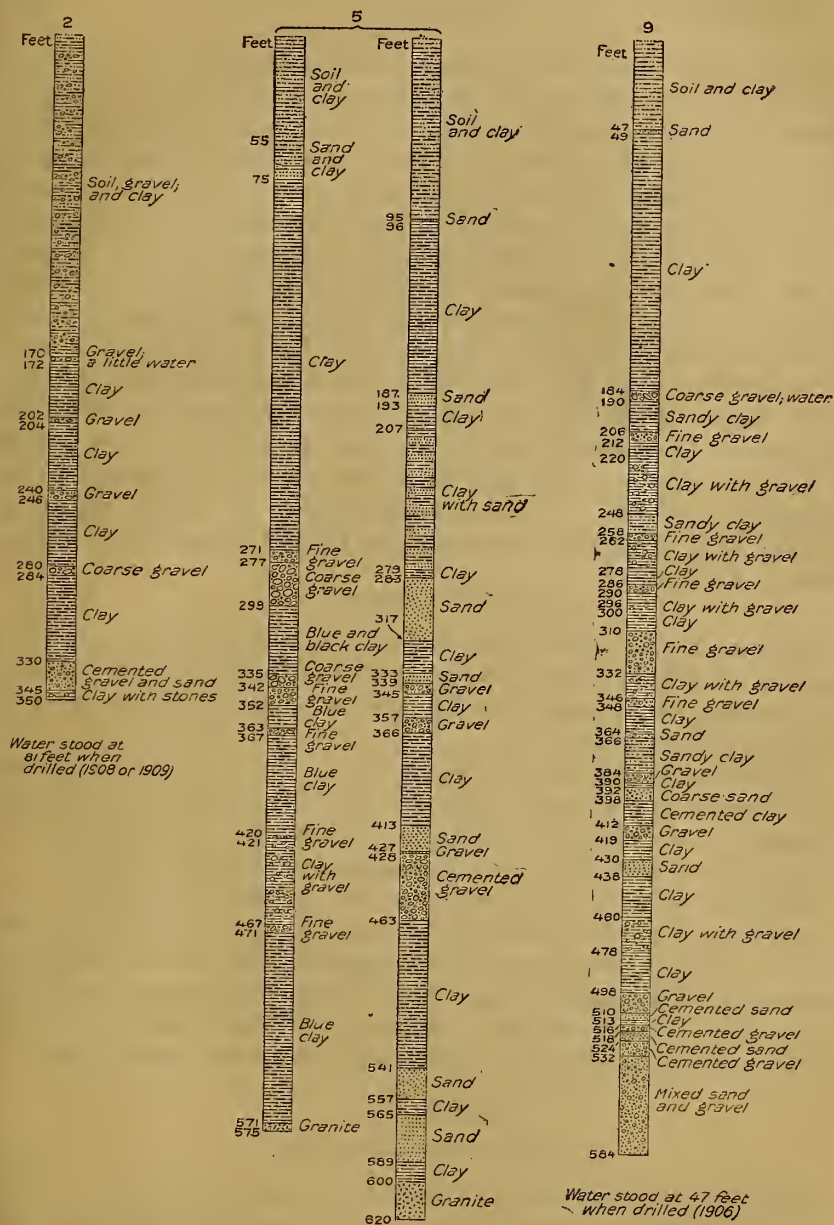 2
Feet
Soil, gravel,
and clay
170
172
Gravel;
a little water
Clay
202
204
Gravel
Clay
240
246
Gravel
Clay
280
284
Coarse gravel
Clay
330
Cemented
gravel and sand
345
350
Clay with stones
Water stood at
81 feet when
drilled (1908 or 1909)
5
Feet
Soil
and
clay
55
Sand
and
clay
75
Clay
271
277
Fine
gravel
Coarse
gravel
299
Blue and
black clay
335
Coarse
gravel
342
Fine
gravel
352
Blue
clay
363
367
Fine
gravel
Blue
clay
420
421
Fine
gravel
Clay
with
gravel
467
471
Fine
gravel
Blue
clay
571
575
Granite
Feet
Soil
and clay
95
96
Sand
Clay
187
193
Sand
Clay
207
Clay
with sand
279
283
Clay
Sand
317
Clay
333
Sand
339
Gravel
345
Clay
357
Gravel
366
Clay
413
Sand
427
Gravel
428
Cemented
gravel
463
Clay
541
Sand
557
Clay
565
Sand
589
Clay
600
Granite
620
9
Feet
Soil and clay
47
49
Sand
Clay
184
190
Coarse gravel; water
Sandy clay
206
212
Fine gravel
Clay
220
Clay with gravel
248
Sandy clay
258
262
Fine gravel
Clay with gravel
278
Clay
286
290
Fine gravel
296
300
Clay with gravel
Clay
310
Fine gravel
332
Clay with gravel
346
348
Fine gravel
Clay
364
366
Sand
Sandy clay
384
Gravel
390
Clay
392
398
Coarse sand
Cemented clay
412
Gravel
419
Clay
430
Sand
438
Clay
460
Clay with gravel
478
Clay
498
Gravel
510
Cemented sand
513
Clay
516
Cemented gravel
518
Cemented sand
524
Cemented gravel
532
Mixed sand
and gravel
584
Water stood at 47 feet
when drilled (1906)